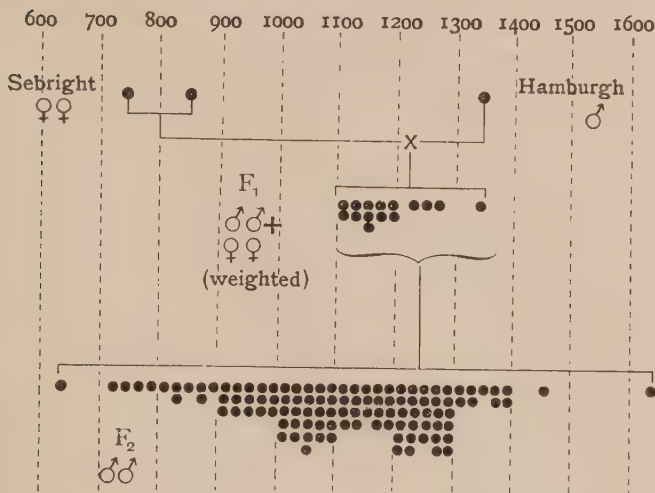 600 700 800 900 1000 1100 1200 1300 1400 1500 1600
Sebright
♀♀
Hamburgh
♂
X
F₁
♂♂+
♀♀
(weighted)
F₂
♂♂